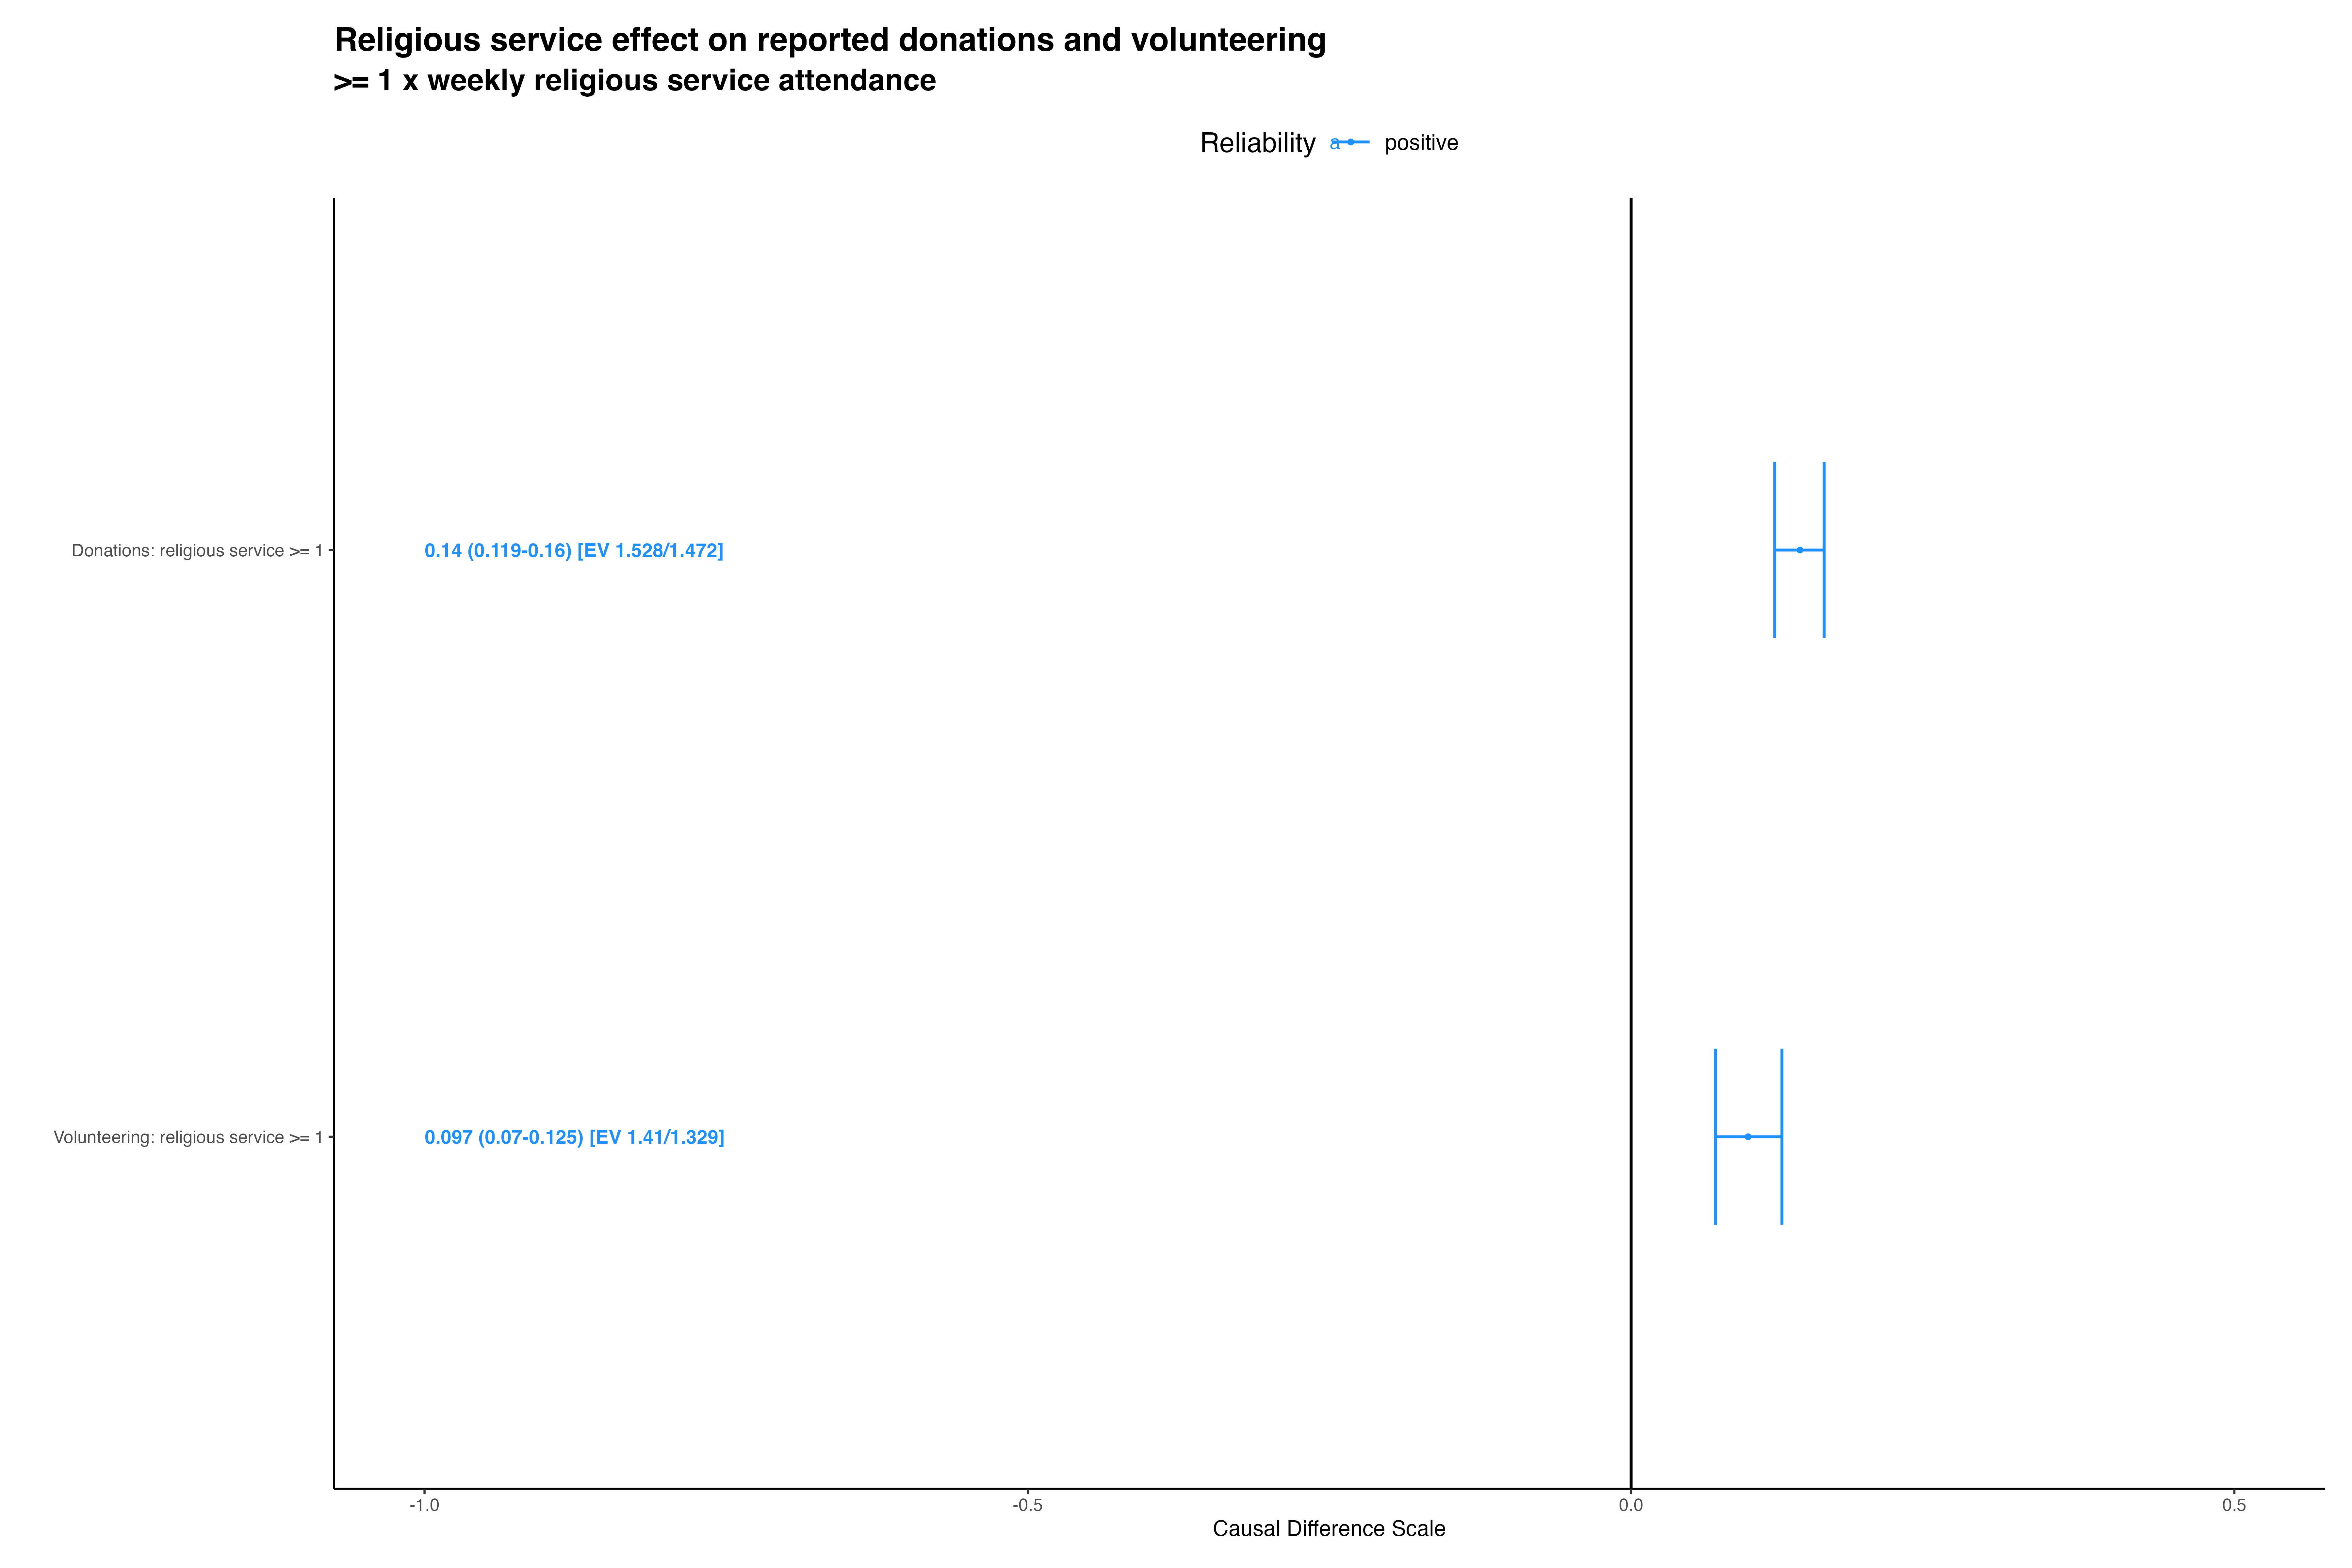 Religious service effect on reported donations and volunteering
>= 1 x weekly religious service attendance
Reliability a positive
Donations: religious service >= 1
0.14 (0.119-0.16) [EV 1.528/1.472]
Volunteering: religious service >= 1
0.097 (0.07-0.125) [EV 1.41/1.329]
-1.0 -0.5 0.0 0.5
Causal Difference Scale